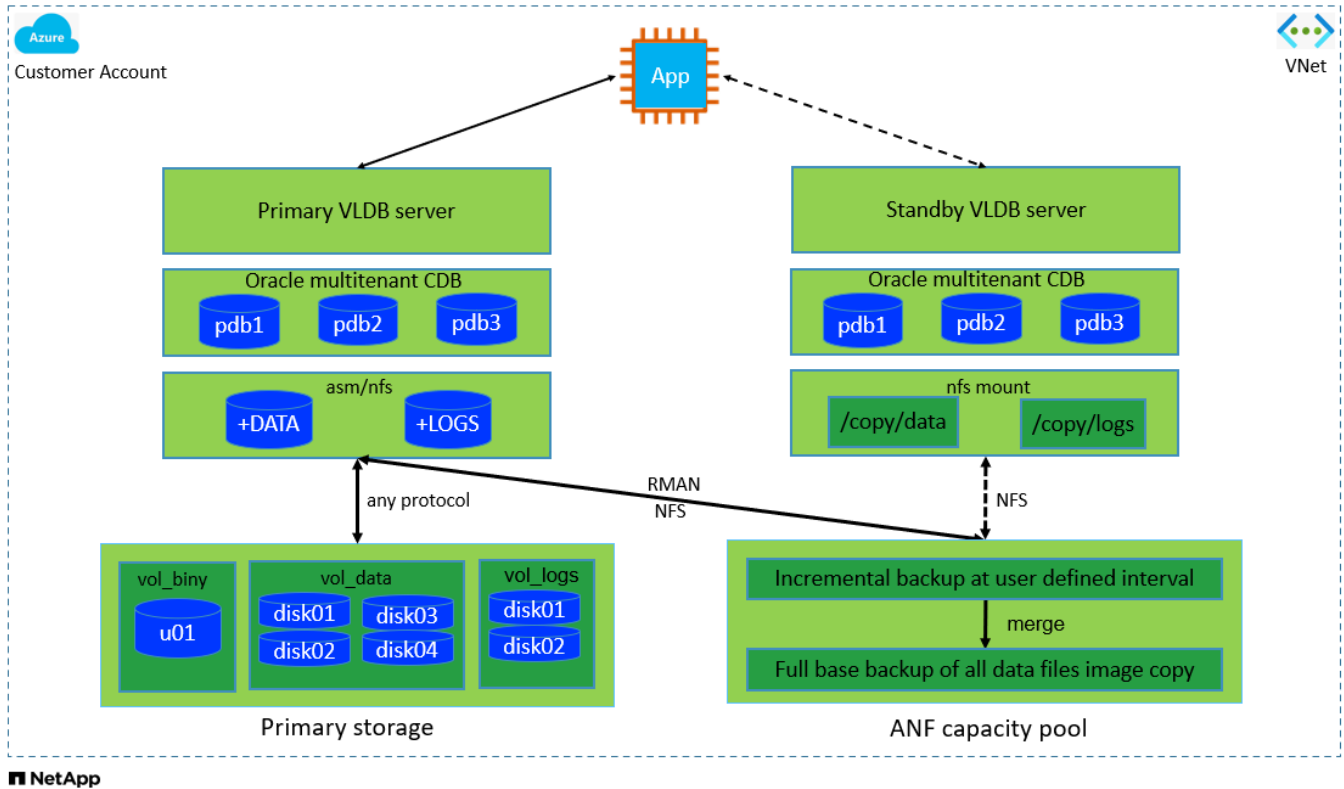 Azure
Customer Account
App
VNet
Primary VLDB server
Standby VLDB server
Oracle multitenant CDB
pdb1
pdb2
pdb3
Oracle multitenant CDB
pdb1
pdb2
pdb3
asm/nfs
+DATA
+LOGS
nfs mount
/copy/data
/copy/logs
any protocol
RMAN
NFS
NFS
vol_biny
u01
vol_data
disk01
disk03
disk02
disk04
vol_logs
disk01
disk02
Incremental backup at user defined interval
merge
Full base backup of all data files image copy
Primary storage
ANF capacity pool
NetApp